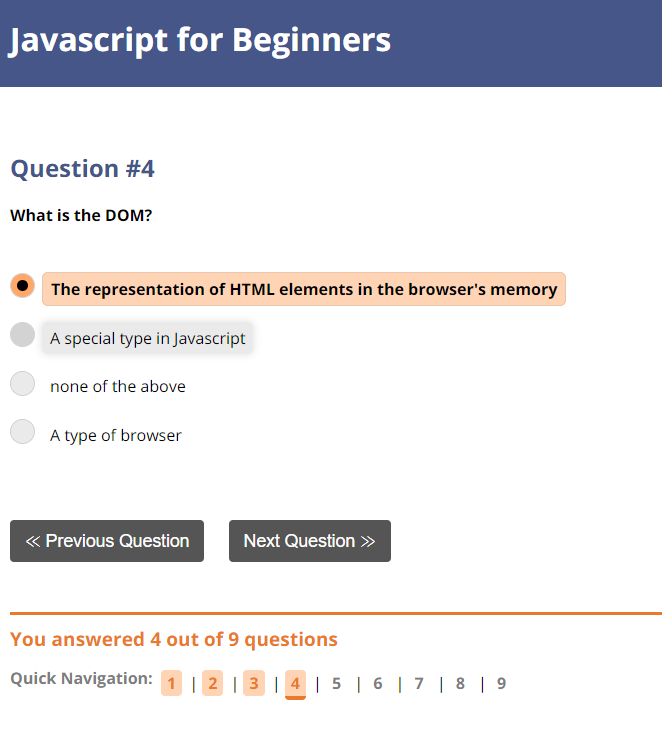 Javascript for Beginners
Question #4
What is the DOM?
The representation of HTML elements in the browser's memory
A special type in Javascript
none of the above
A type of browser
« Previous Question Next Question »
You answered 4 out of 9 questions
Quick Navigation: 1 | 2 | 3 | 4 | 5 | 6 | 7 | 8 | 9